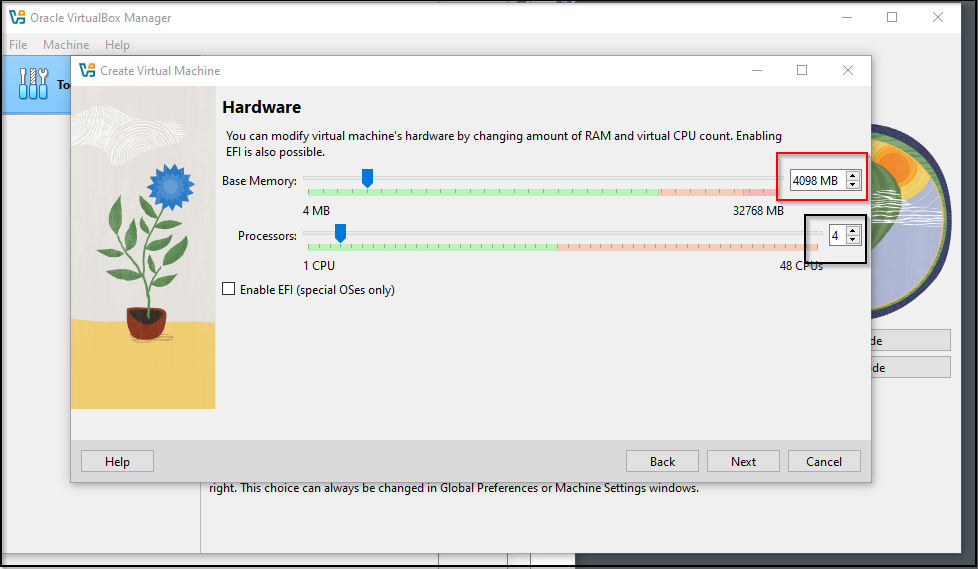 Oracle VirtualBox Manager
File Machine Help
To
Create Virtual Machine
Hardware
You can modify virtual machine's hardware by changing amount of RAM and virtual CPU count. Enabling
EFI is also possible.
Base Memory: 4098 MB
4 MB 32768 MB
Processors: 4
1 CPU 48 CPUs
Enable EFI (special OSes only)
de
de
Help Back Next Cancel
right. This choice can always be changed in Global Preferences or Machine Settings windows.